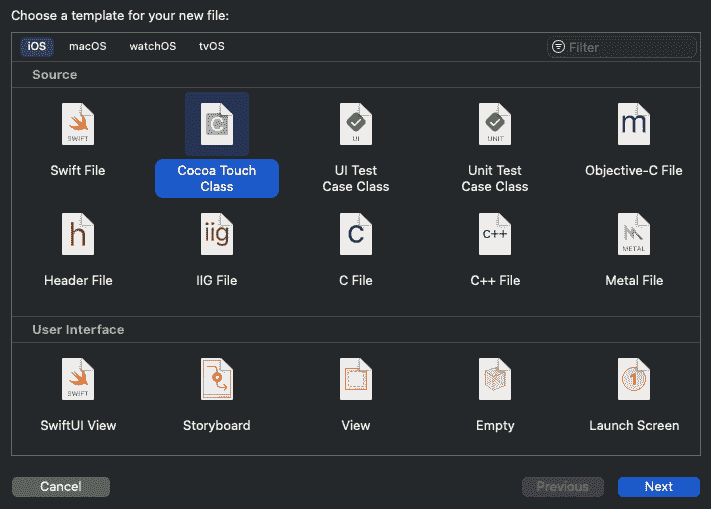 Choose a template for your new file:
iOS macOS watchOS tvOS Filter
Source
SWIFT C UI UNIT m
Swift File Cocoa Touch Class UI Test Case Class Unit Test Case Class Objective-C File
h iig C C++ METAL
Header File IIG File C File C++ File Metal File
User Interface
SWIFT 1
SwiftUI View Storyboard View Empty Launch Screen
Cancel Previous Next